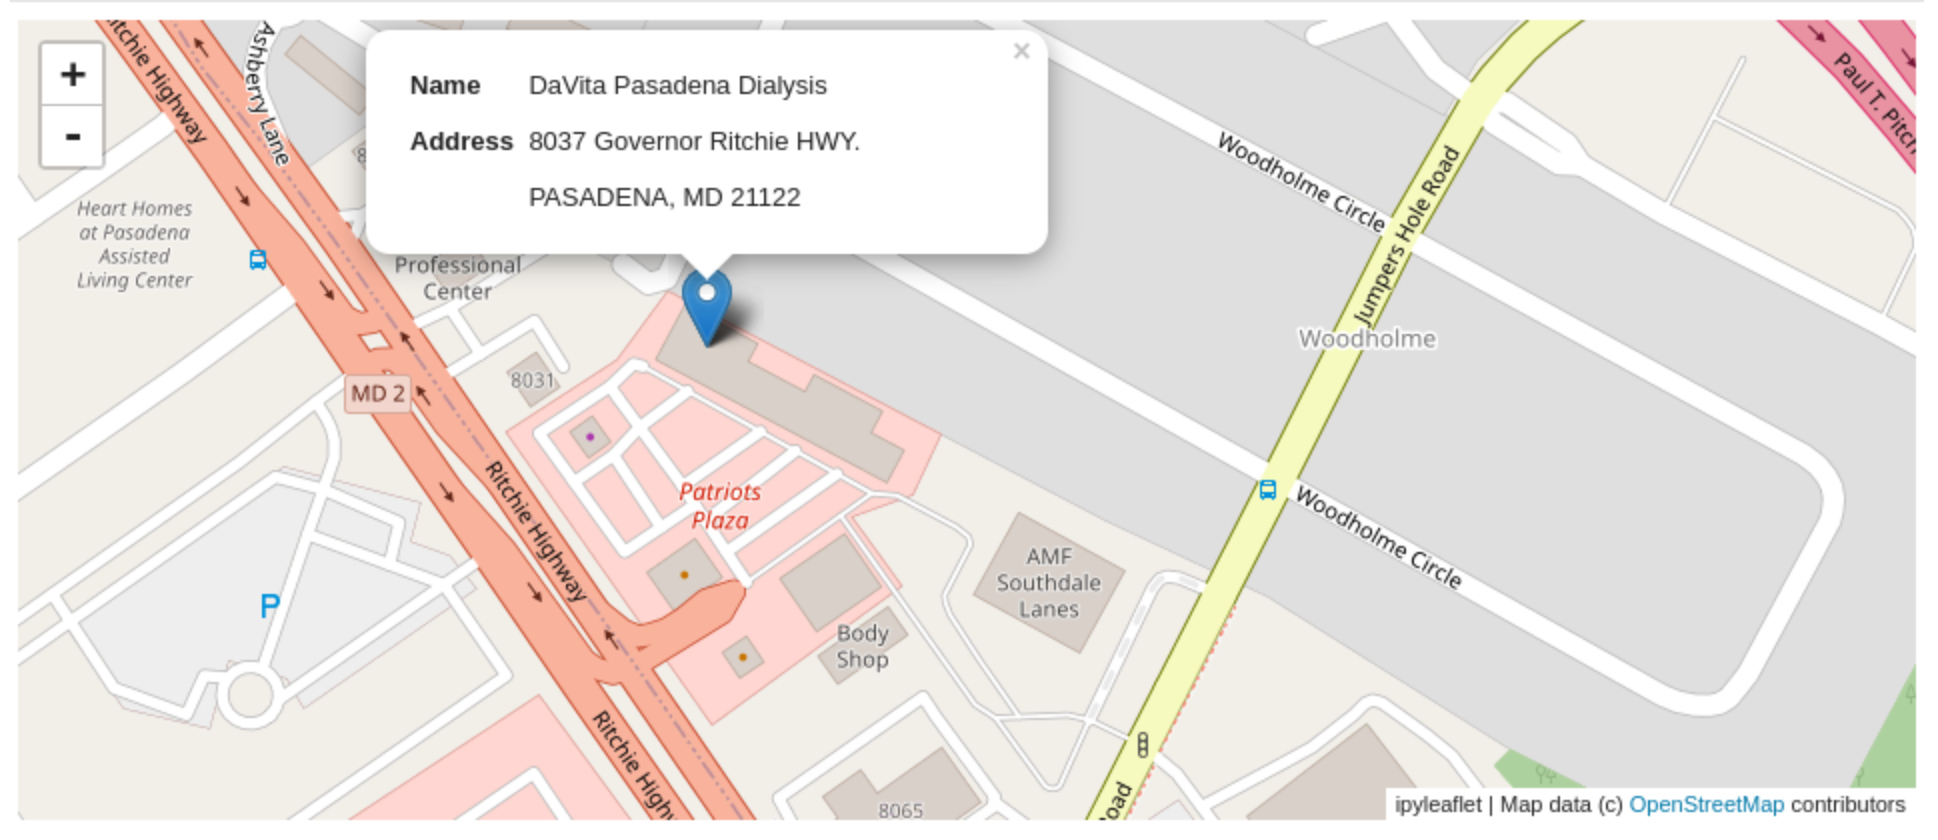 +
-
×
Name DaVita Pasadena Dialysis
Address 8037 Governor Ritchie HWY.
PASADENA, MD 21122
Ritchie Highway
Ashberry Lane
8
Heart Homes
at Pasadena
Assisted
Living Center
Professional
Center
8031
MD 2
Ritchie Highway
Patriots
Plaza
P
Body
Shop
AMF
Southdale
Lanes
8065
Ritchie High
Woodholme Circle
Jumpers Hole Road
Woodholme
Woodholme Circle
Paul T. Pitch
oad
ipyleaflet | Map data (c) OpenStreetMap contributors